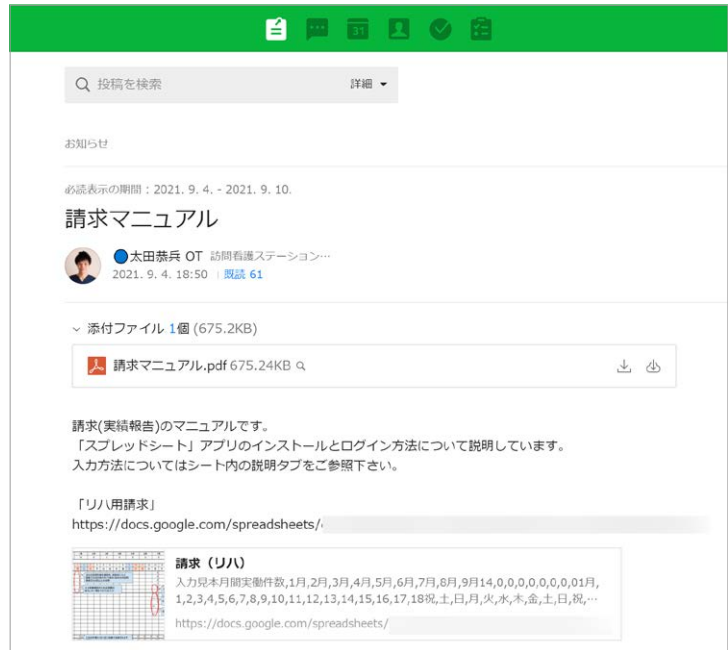 31
投稿を検索 詳細
お知らせ
必読表示の期間：2021. 9. 4. - 2021. 9. 10.
請求マニュアル
太田恭兵 OT 訪問看護ステーション…
2021. 9. 4. 18:50 既読 61
添付ファイル 1個 (675.2KB)
請求マニュアル.pdf 675.24KB
請求(実績報告)のマニュアルです。
「スプレッドシート」アプリのインストールとログイン方法について説明しています。
入力方法についてはシート内の説明タブをご参照下さい。
「リハ用請求」
https://docs.google.com/spreadsheets/
請求（リハ）
入力見本月間実働件数,1月,2月,3月,4月,5月,6月,7月,8月,9月14,0,0,0,0,0,0,0,01月,
1,2,3,4,5,6,7,8,9,10,11,12,13,14,15,16,17,18祝,土,日,月,火,水,木,金,土,日,祝,…
https://docs.google.com/spreadsheets/